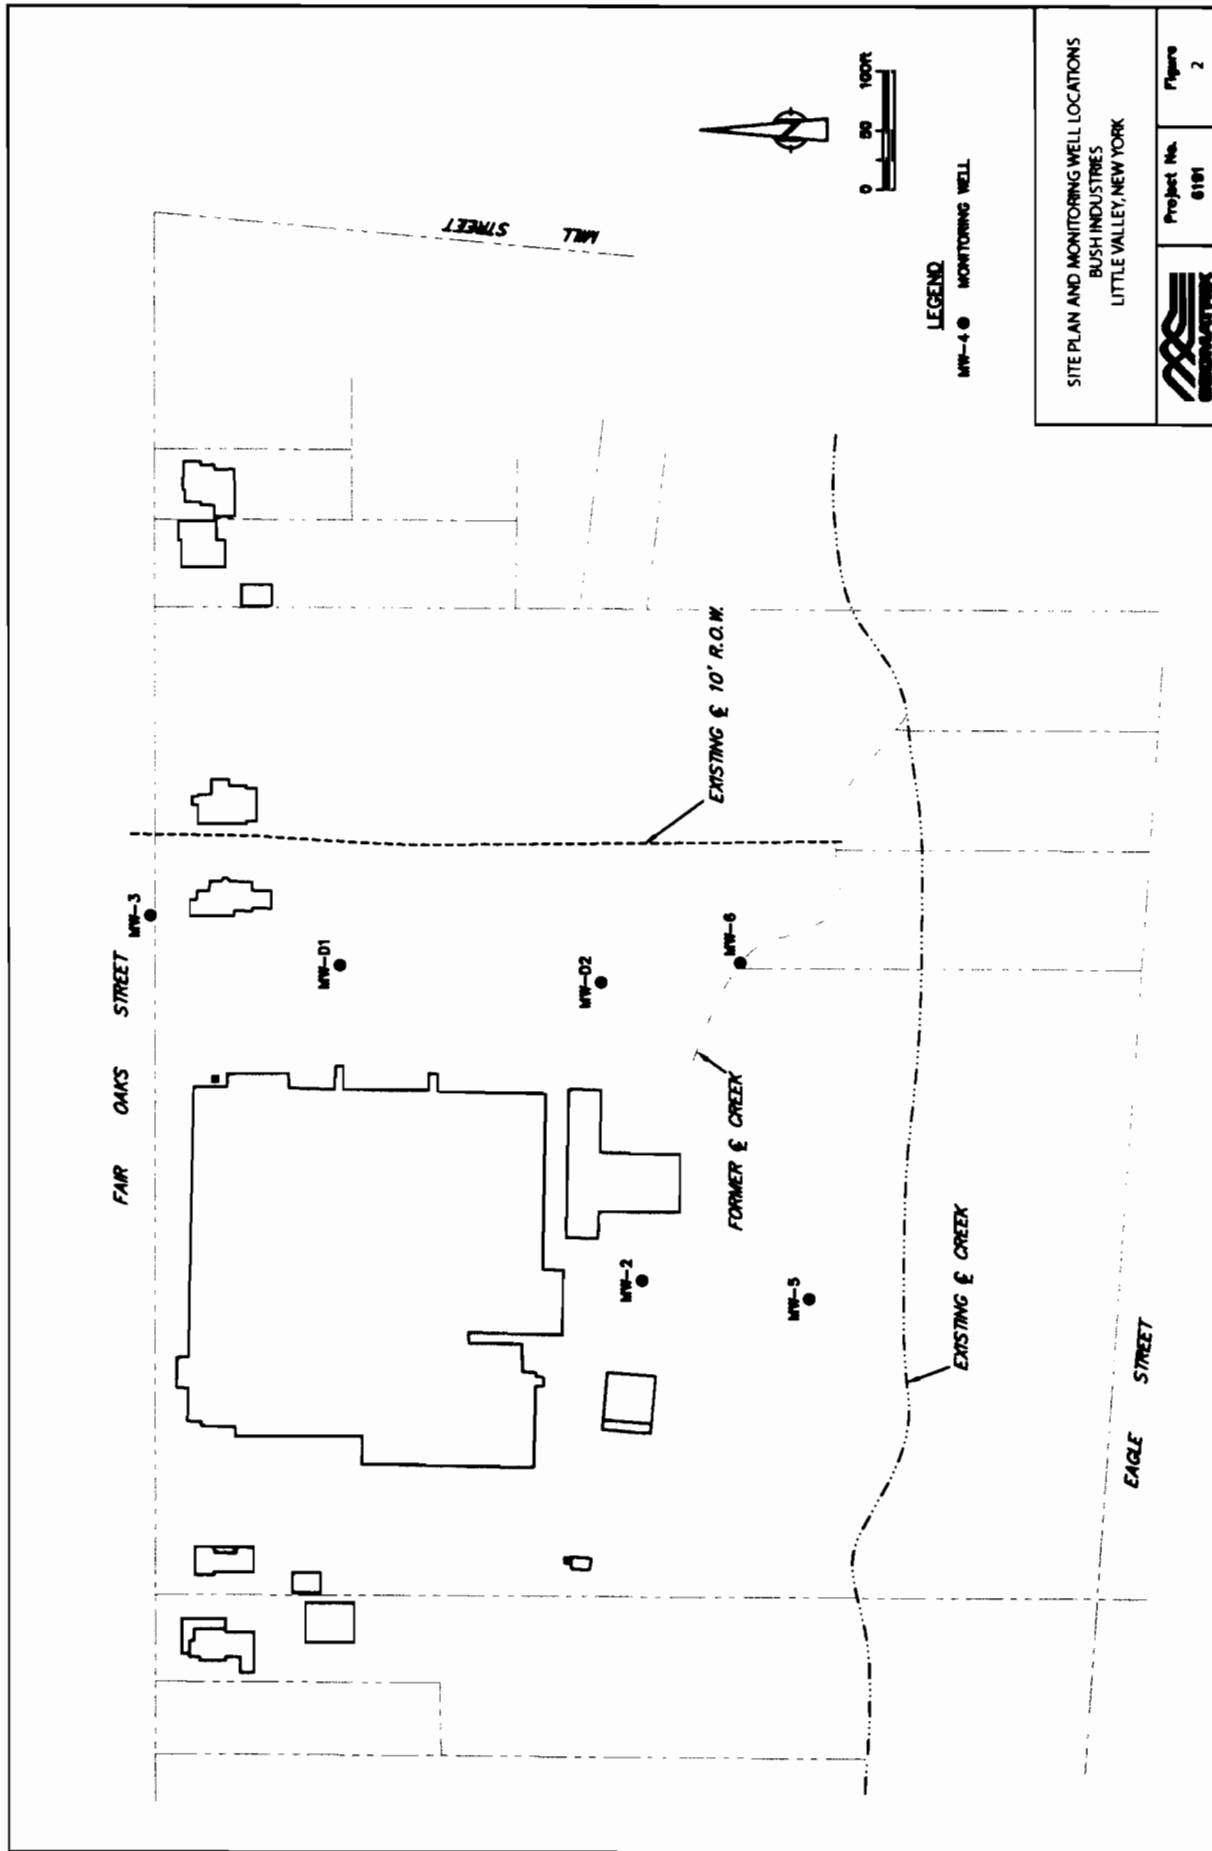 FAIR OAKS STREET
MW-3
MW-D1
MW-D2
MW-6
MW-2
MW-5
MILL STREET
EXISTING ℄ 10' R.O.W.
FORMER ℄ CREEK
EXISTING ℄ CREEK
EAGLE STREET
N
0 50 100ft
LEGEND
MW-4 MONITORING WELL
SITE PLAN AND MONITORING WELL LOCATIONS
BUSH INDUSTRIES
LITTLE VALLEY, NEW YORK
Project No.
6191
Figure
2